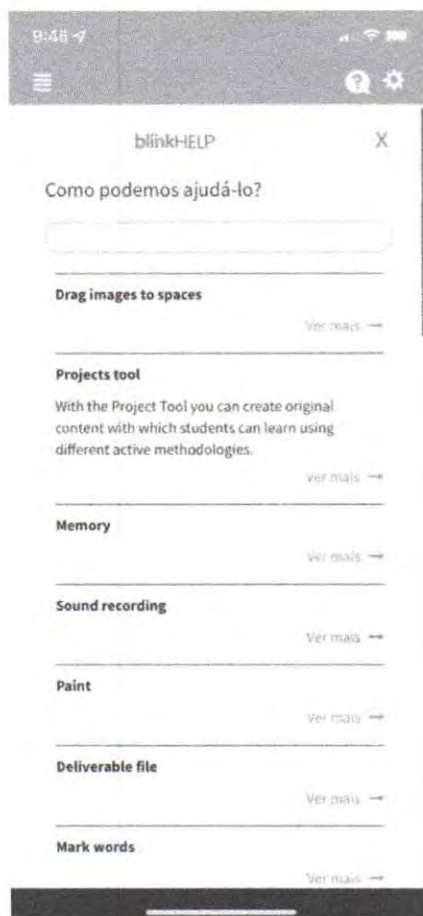 9:48
blinkHELP X
Como podemos ajudá-lo?
Drag images to spaces
Ver mais →
Projects tool
With the Project Tool you can create original
content with which students can learn using
different active methodologies.
Ver mais →
Memory
Ver mais →
Sound recording
Ver mais →
Paint
Ver mais →
Deliverable file
Ver mais →
Mark words
Ver mais →